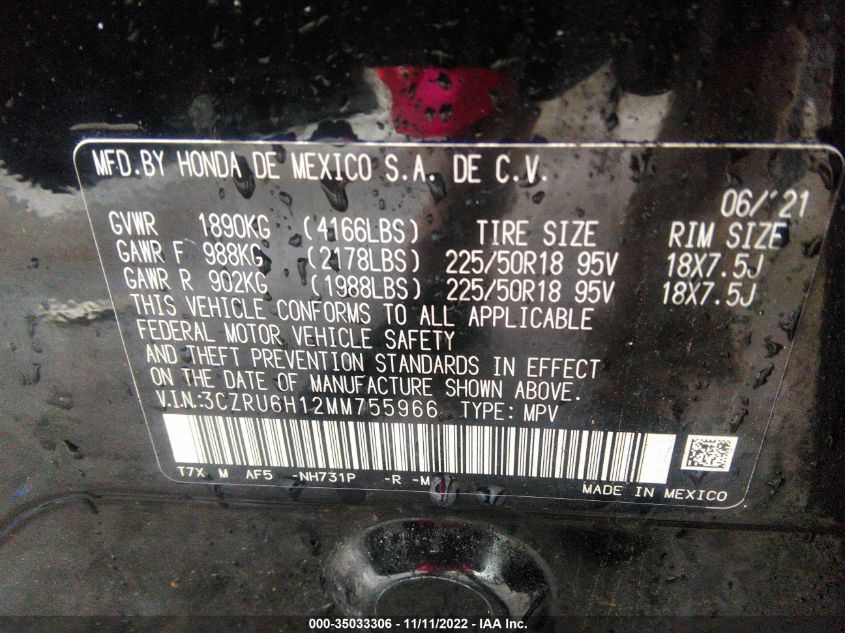 MFD.BY HONDA DE MEXICO S.A. DE C.V.
06/'21
GVWR 1890KG (4166LBS) TIRE SIZE RIM SIZE
GAWR F 988KG (2178LBS) 225/50R18 95V 18X7.5J
GAWR R 902KG (1988LBS) 225/50R18 95V 18X7.5J
THIS VEHICLE CONFORMS TO ALL APPLICABLE
FEDERAL MOTOR VEHICLE SAFETY
AND THEFT PREVENTION STANDARDS IN EFFECT
ON THE DATE OF MANUFACTURE SHOWN ABOVE.
V.I.N.:3CZRU6H12MM755966 TYPE: MPV
T7X M AF5 -NH731P -R -M
MADE IN MEXICO
000-35033306 - 11/11/2022 - IAA Inc.